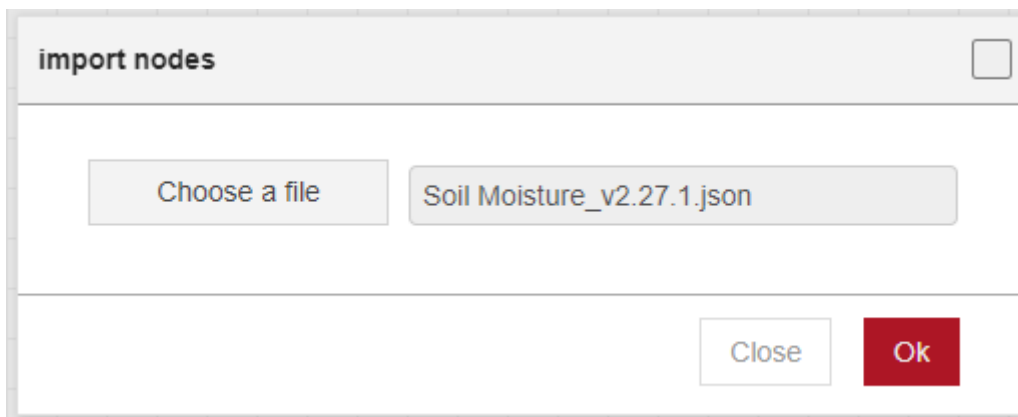 import nodes
Choose a file
Soil Moisture_v2.27.1.json
Close
Ok